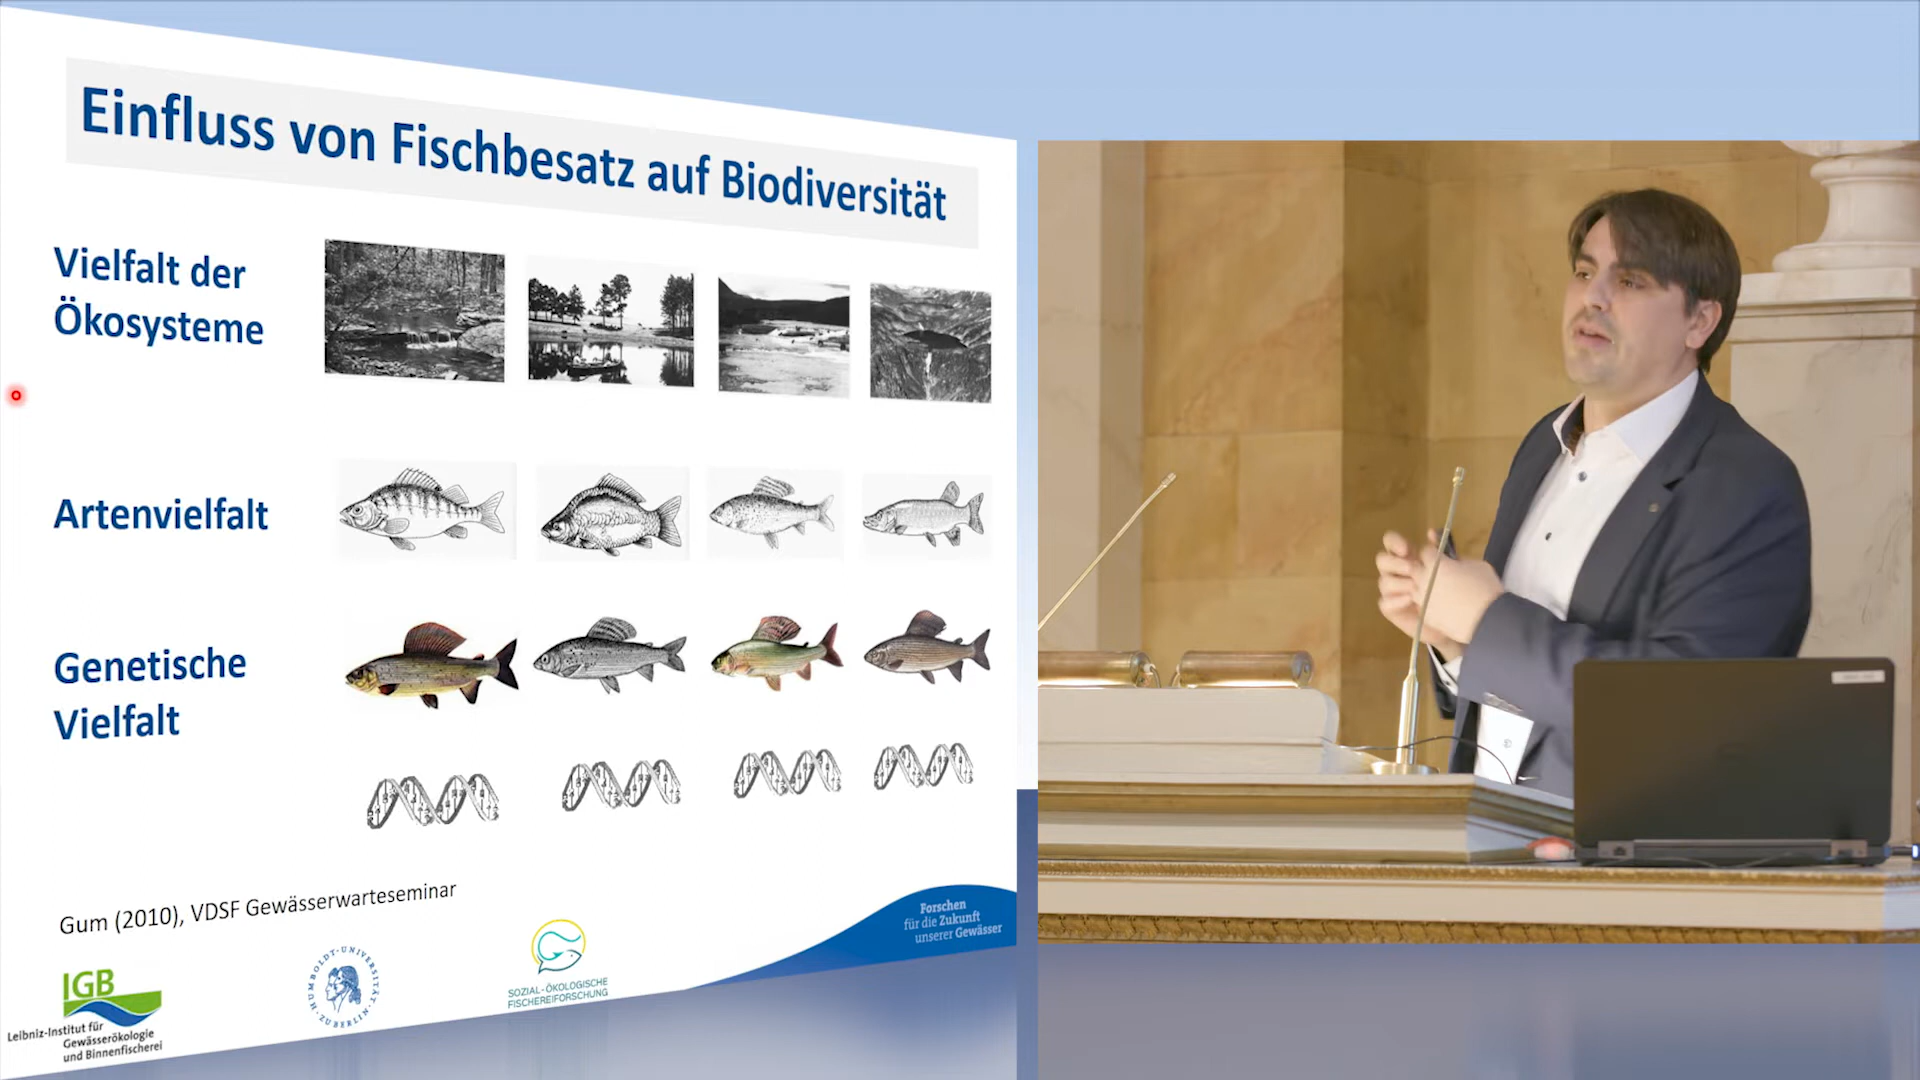 Einfluss von Fischbesatz auf Biodiversität
Vielfalt der
Ökosysteme
Artenvielfalt
Genetische
Vielfalt
Gum (2010), VDSF Gewässerwarteseminar
Forschen
für die Zukunft
unserer Gewässer
IGB
Leibniz-Institut für
Gewässerökologie
und Binnenfischerei
HUMBOLDT-UNIVERSITÄT
ZU BERLIN
SOZIAL-ÖKOLOGISCHE
FISCHEREIFORSCHUNG